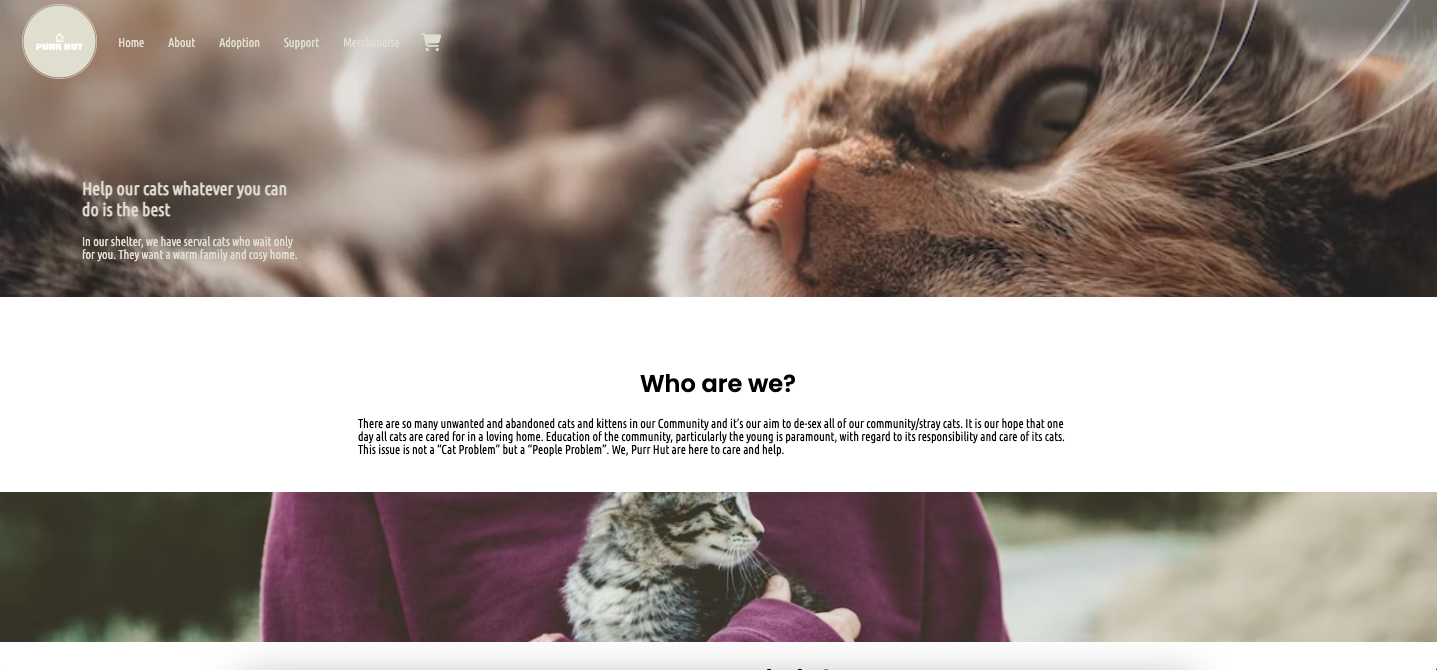 PURR HUT
Home
About
Adoption
Support
Merchandise
Help our cats whatever you can
do is the best
In our shelter, we have serval cats who wait only
for you. They want a warm family and cosy home.
Who are we?
There are so many unwanted and abandoned cats and kittens in our Community and it's our aim to de-sex all of our community/stray cats. It is our hope that one
day all cats are cared for in a loving home. Education of the community, particularly the young is paramount, with regard to its responsibility and care of its cats.
This issue is not a “Cat Problem” but a “People Problem”. We, Purr Hut are here to care and help.